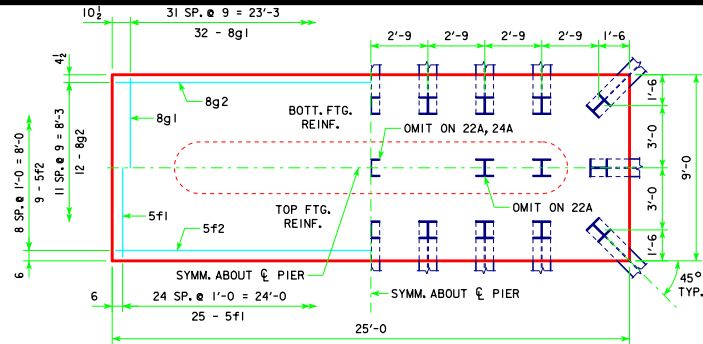 10½
31 SP. @ 9 = 23'-3
32 - 8g1
2'-9
2'-9
2'-9
2'-9
1'-6
4½
8g2
BOTT. FTG.
REINF.
8g1
OMIT ON 22A, 24A
1'-6
3'-0
9'-0
3'-0
1'-6
8 SP. @ 1'-0 = 8'-0
9 - 5f2
11 SP. @ 9 = 8'-3
12 - 8g2
TOP FTG.
REINF.
OMIT ON 22A
5f1
5f2
SYMM. ABOUT ℄ PIER
6
45°
TYP.
6
24 SP. @ 1'-0 = 24'-0
25 - 5f1
SYMM. ABOUT ℄ PIER
25'-0